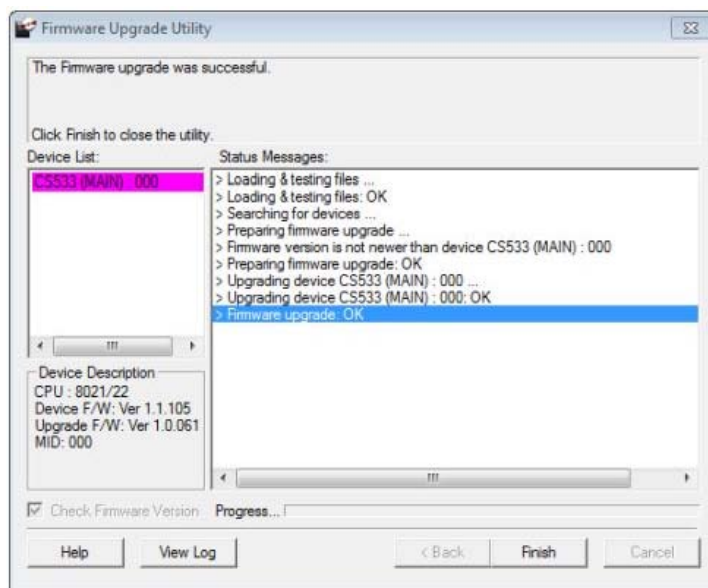 Firmware Upgrade Utility
The Firmware upgrade was successful.
Click Finish to close the utility.
Device List:
Status Messages:
CS533 (MAIN) : 000
> Loading & testing files ...
> Loading & testing files: OK
> Searching for devices ...
> Preparing firmware upgrade ...
> Firmware version is not newer than device CS533 (MAIN) : 000
> Preparing firmware upgrade: OK
> Upgrading device CS533 (MAIN) : 000 ...
> Upgrading device CS533 (MAIN) : 000: OK
> Firmware upgrade: OK
Device Description
CPU : 8021/22
Device F/W: Ver 1.1.105
Upgrade F/W: Ver 1.0.061
MID: 000
Check Firmware Version
Progress...
Help
View Log
< Back
Finish
Cancel